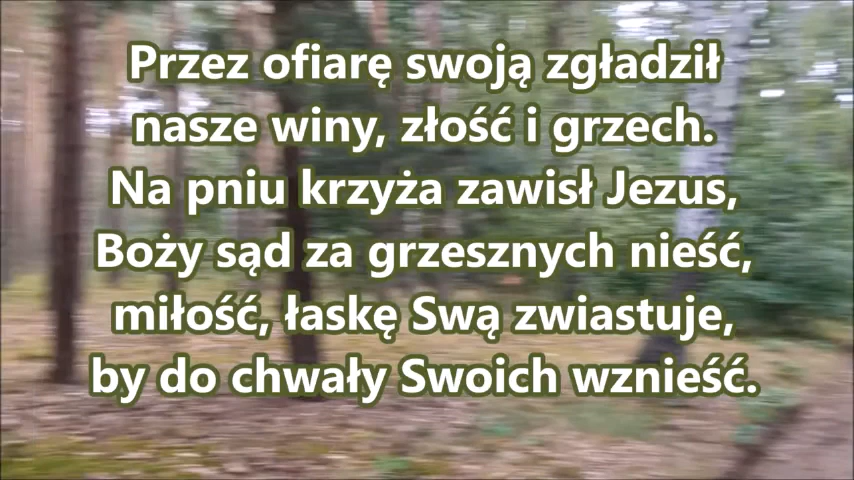 Przez ofiarę swoją zgładził
nasze winy, złość i grzech.
Na pniu krzyża zawisł Jezus,
Boży sąd za grzesznych nieść,
miłość, łaskę Swą zwiastuje,
by do chwały Swoich wznieść.